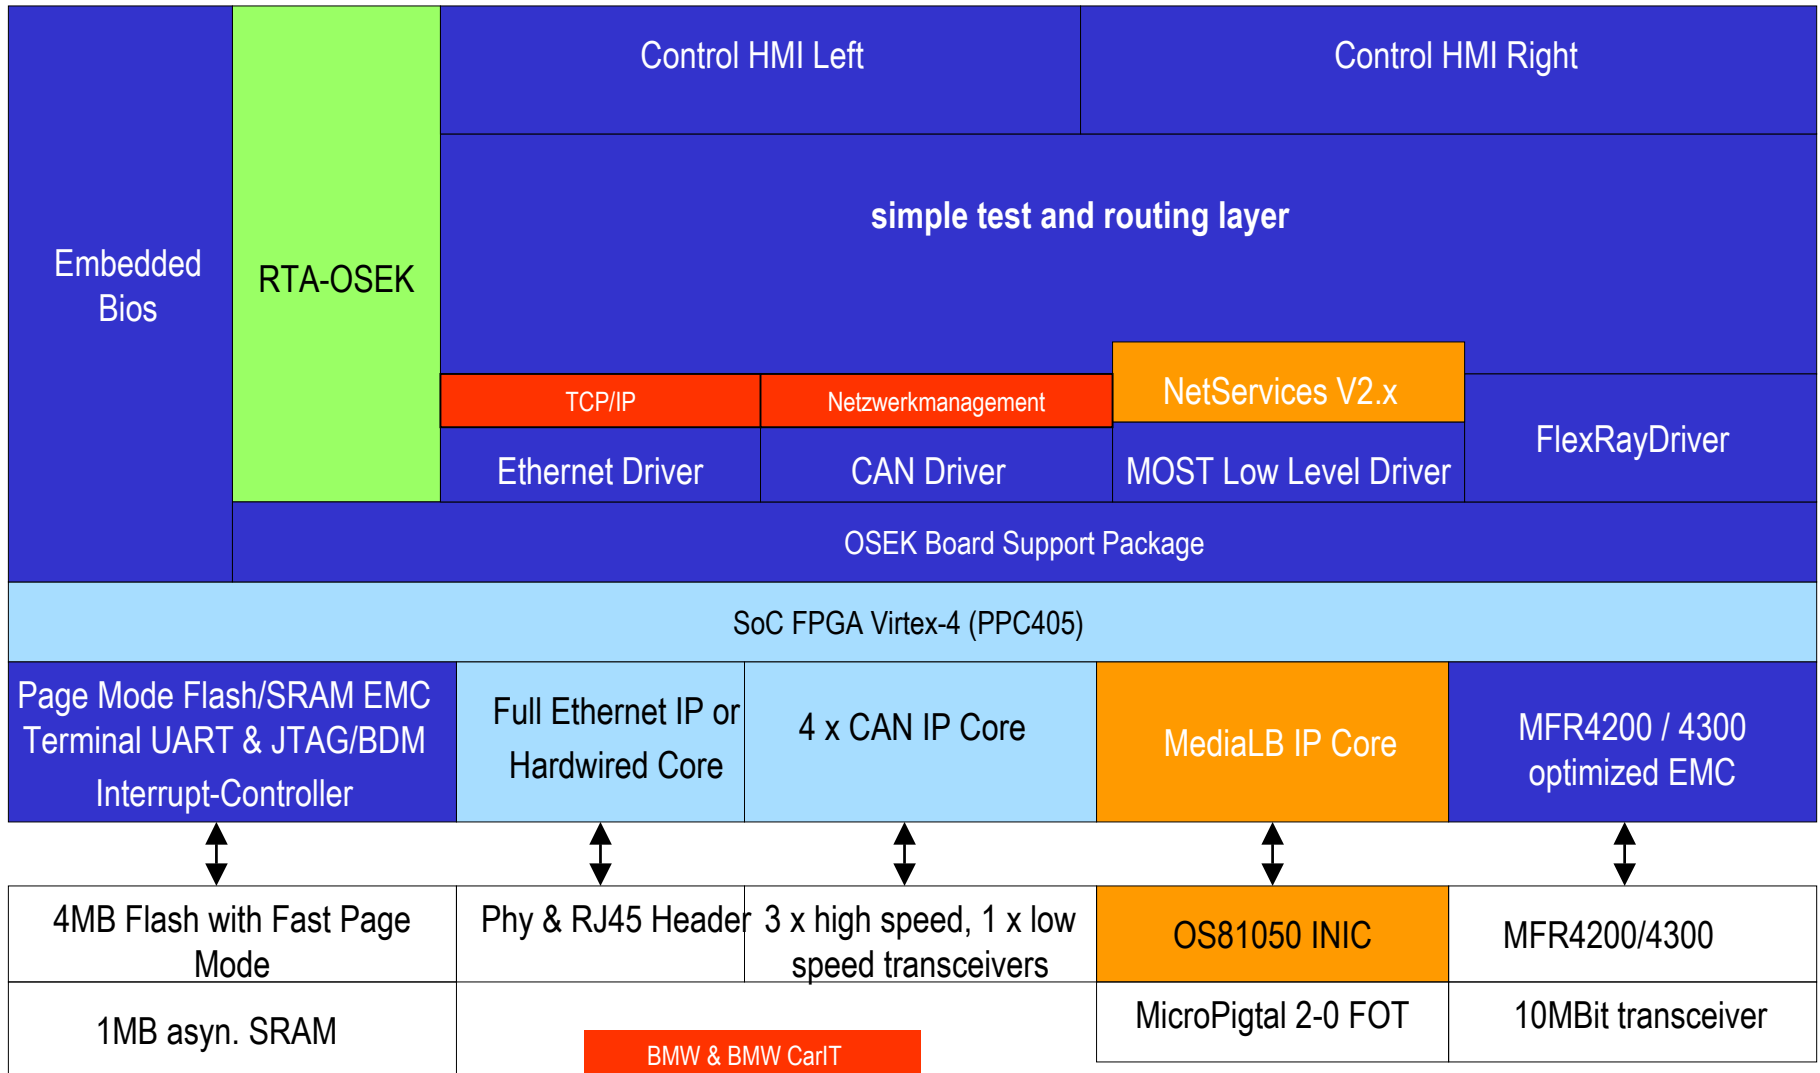 Control HMI Left
Control HMI Right
simple test and routing layer
Embedded
Bios
RTA-OSEK
TCP/IP
Netzwerkmanagement
NetServices V2.x
FlexRayDriver
Ethernet Driver
CAN Driver
MOST Low Level Driver
OSEK Board Support Package
SoC FPGA Virtex-4 (PPC405)
Page Mode Flash/SRAM EMC
Terminal UART & JTAG/BDM
Interrupt-Controller
Full Ethernet IP or
Hardwired Core
4 x CAN IP Core
MediaLB IP Core
MFR4200 / 4300
optimized EMC
4MB Flash with Fast Page
Mode
Phy & RJ45 Header
3 x high speed, 1 x low
speed transceivers
OS81050 INIC
MFR4200/4300
1MB asyn. SRAM
MicroPigtal 2-0 FOT
10MBit transceiver
BMW & BMW CarIT